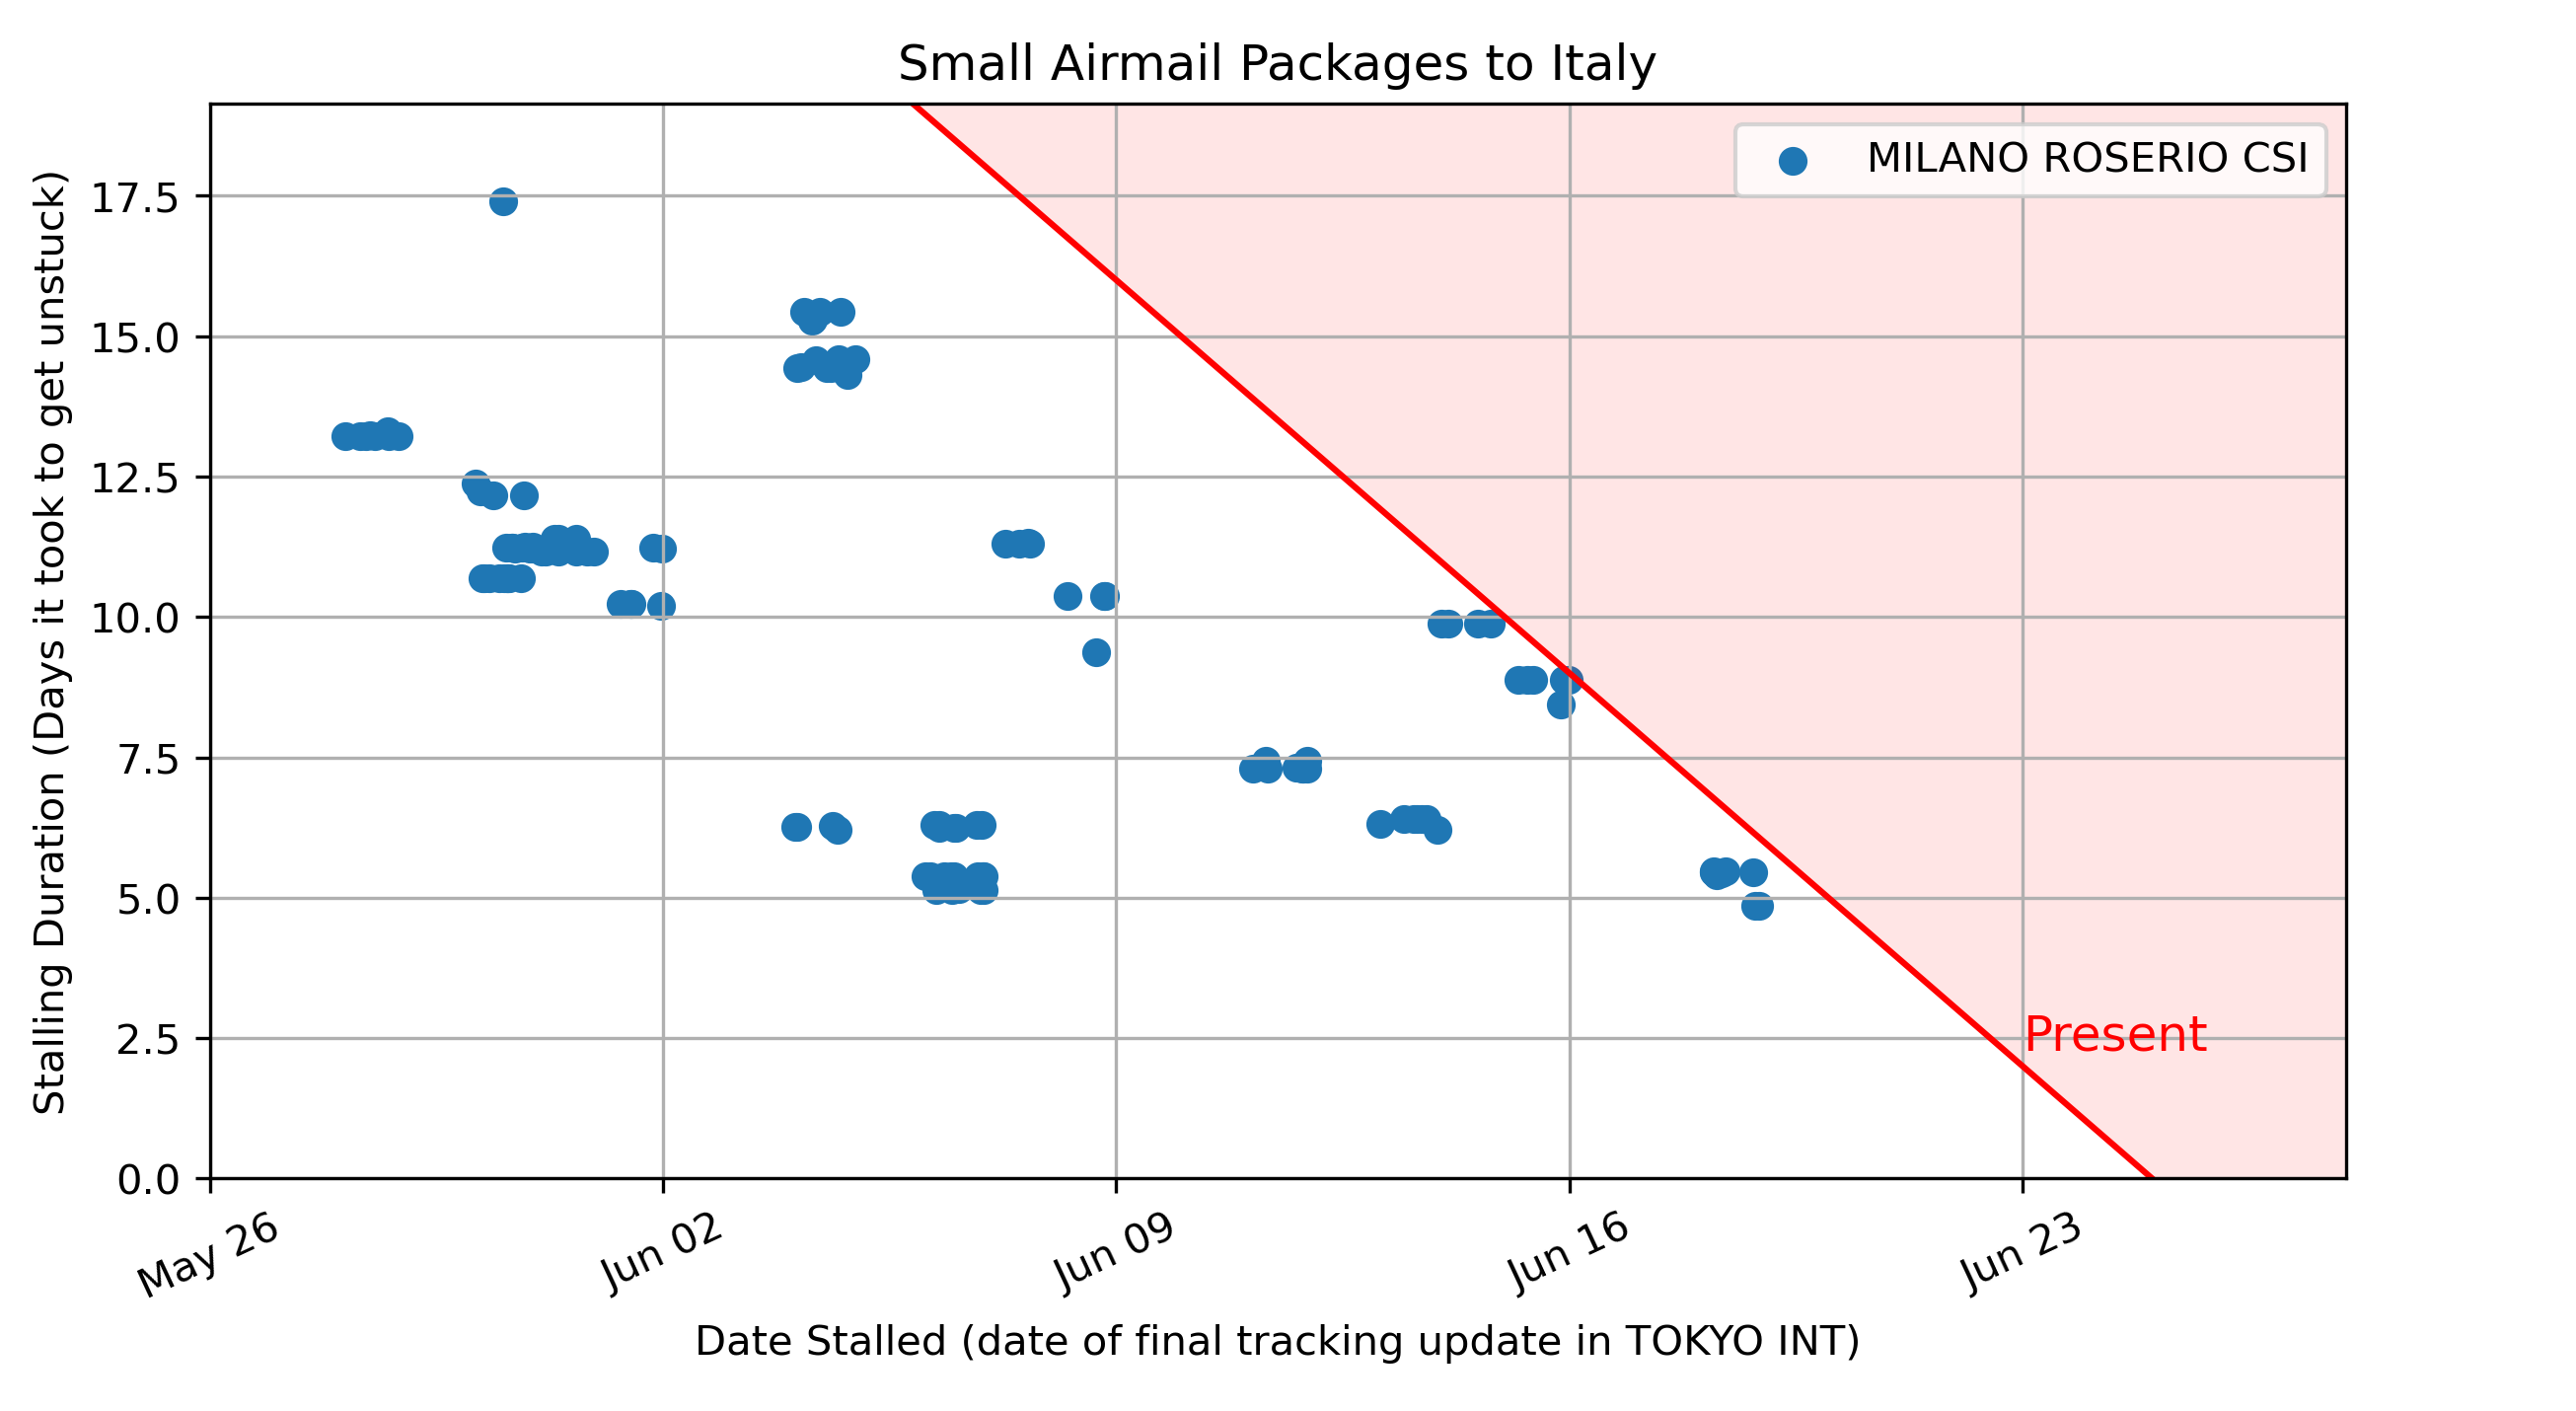 Small Airmail Packages to Italy
MILANO ROSERIO CSI
Stalling Duration (Days it took to get unstuck)
17.5
15.0
12.5
10.0
7.5
5.0
2.5
0.0
Present
May 26
Jun 02
Jun 09
Jun 16
Jun 23
Date Stalled (date of final tracking update in TOKYO INT)